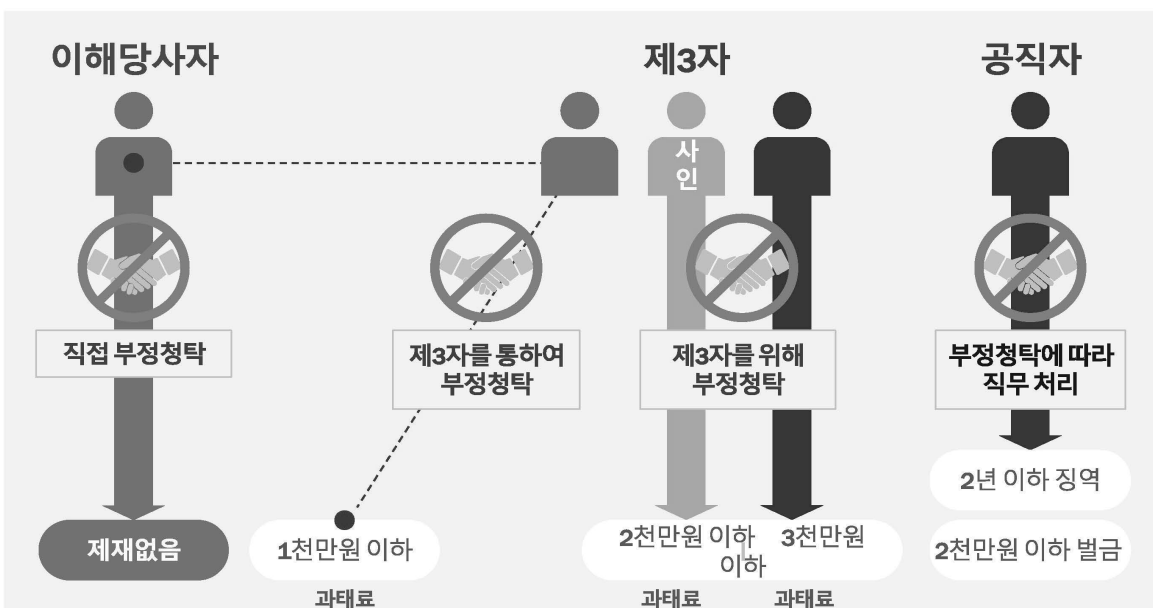 이해당사자
제3자
공직자
사
인
직접 부정청탁
제3자를 통하여
부정청탁
제3자를 위해
부정청탁
부정청탁에 따라
직무 처리
2년 이하 징역
제재없음
1천만원 이하
2천만원 이하
3천만원
이하
2천만원 이하 벌금
과태료
과태료
과태료